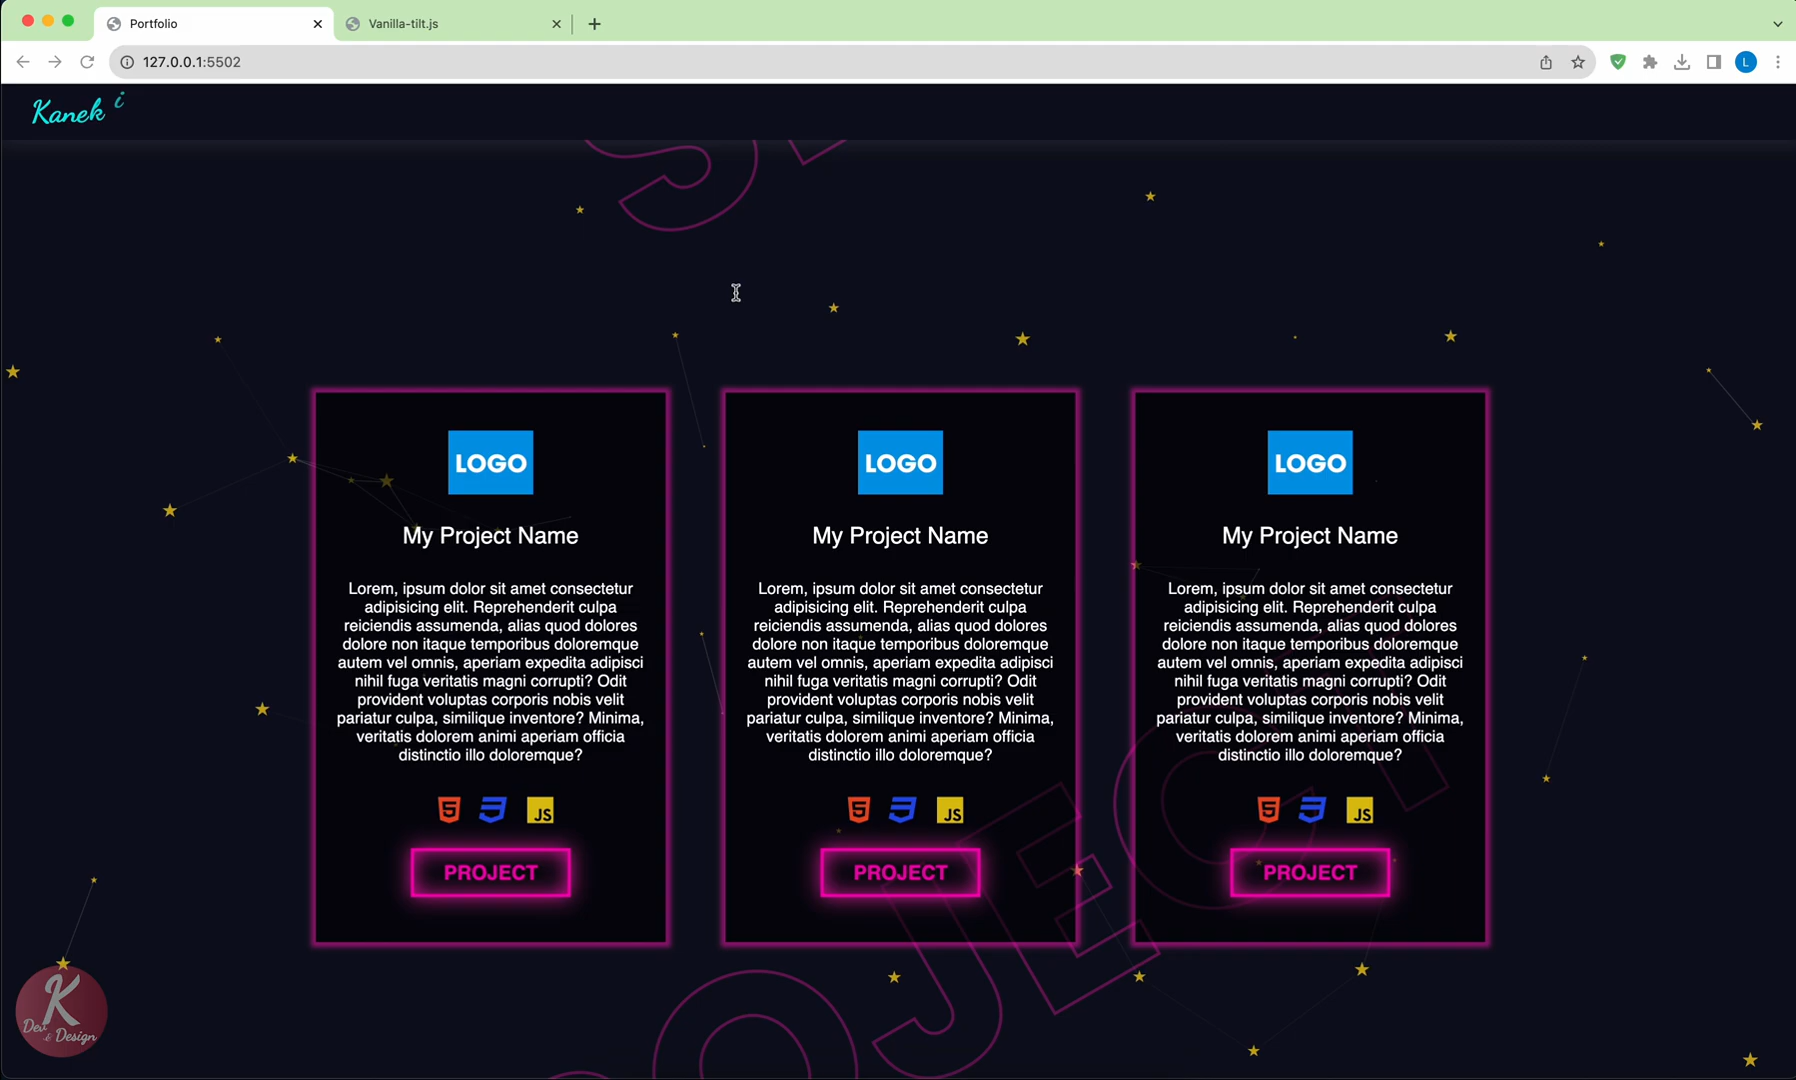 Portfolio
Vanilla-tilt.js
127.0.0.1:5502
L
Kaneki
LOGO
My Project Name
Lorem, ipsum dolor sit amet consectetur
adipisicing elit. Reprehenderit culpa
reiciendis assumenda, alias quod dolores
dolore non itaque temporibus doloremque
autem vel omnis, aperiam expedita adipisci
nihil fuga veritatis magni corrupti? Odit
provident voluptas corporis nobis velit
pariatur culpa, similique inventore? Minima,
veritatis dolorem animi aperiam officia
distinctio illo doloremque?
5
JS
PROJECT
LOGO
My Project Name
Lorem, ipsum dolor sit amet consectetur
adipisicing elit. Reprehenderit culpa
reiciendis assumenda, alias quod dolores
dolore non itaque temporibus doloremque
autem vel omnis, aperiam expedita adipisci
nihil fuga veritatis magni corrupti? Odit
provident voluptas corporis nobis velit
pariatur culpa, similique inventore? Minima,
veritatis dolorem animi aperiam officia
distinctio illo doloremque?
5
JS
PROJECT
LOGO
My Project Name
Lorem, ipsum dolor sit amet consectetur
adipisicing elit. Reprehenderit culpa
reiciendis assumenda, alias quod dolores
dolore non itaque temporibus doloremque
autem vel omnis, aperiam expedita adipisci
nihil fuga veritatis magni corrupti? Odit
provident voluptas corporis nobis velit
pariatur culpa, similique inventore? Minima,
veritatis dolorem animi aperiam officia
distinctio illo doloremque?
5
JS
PROJECT
K
Dev & Design